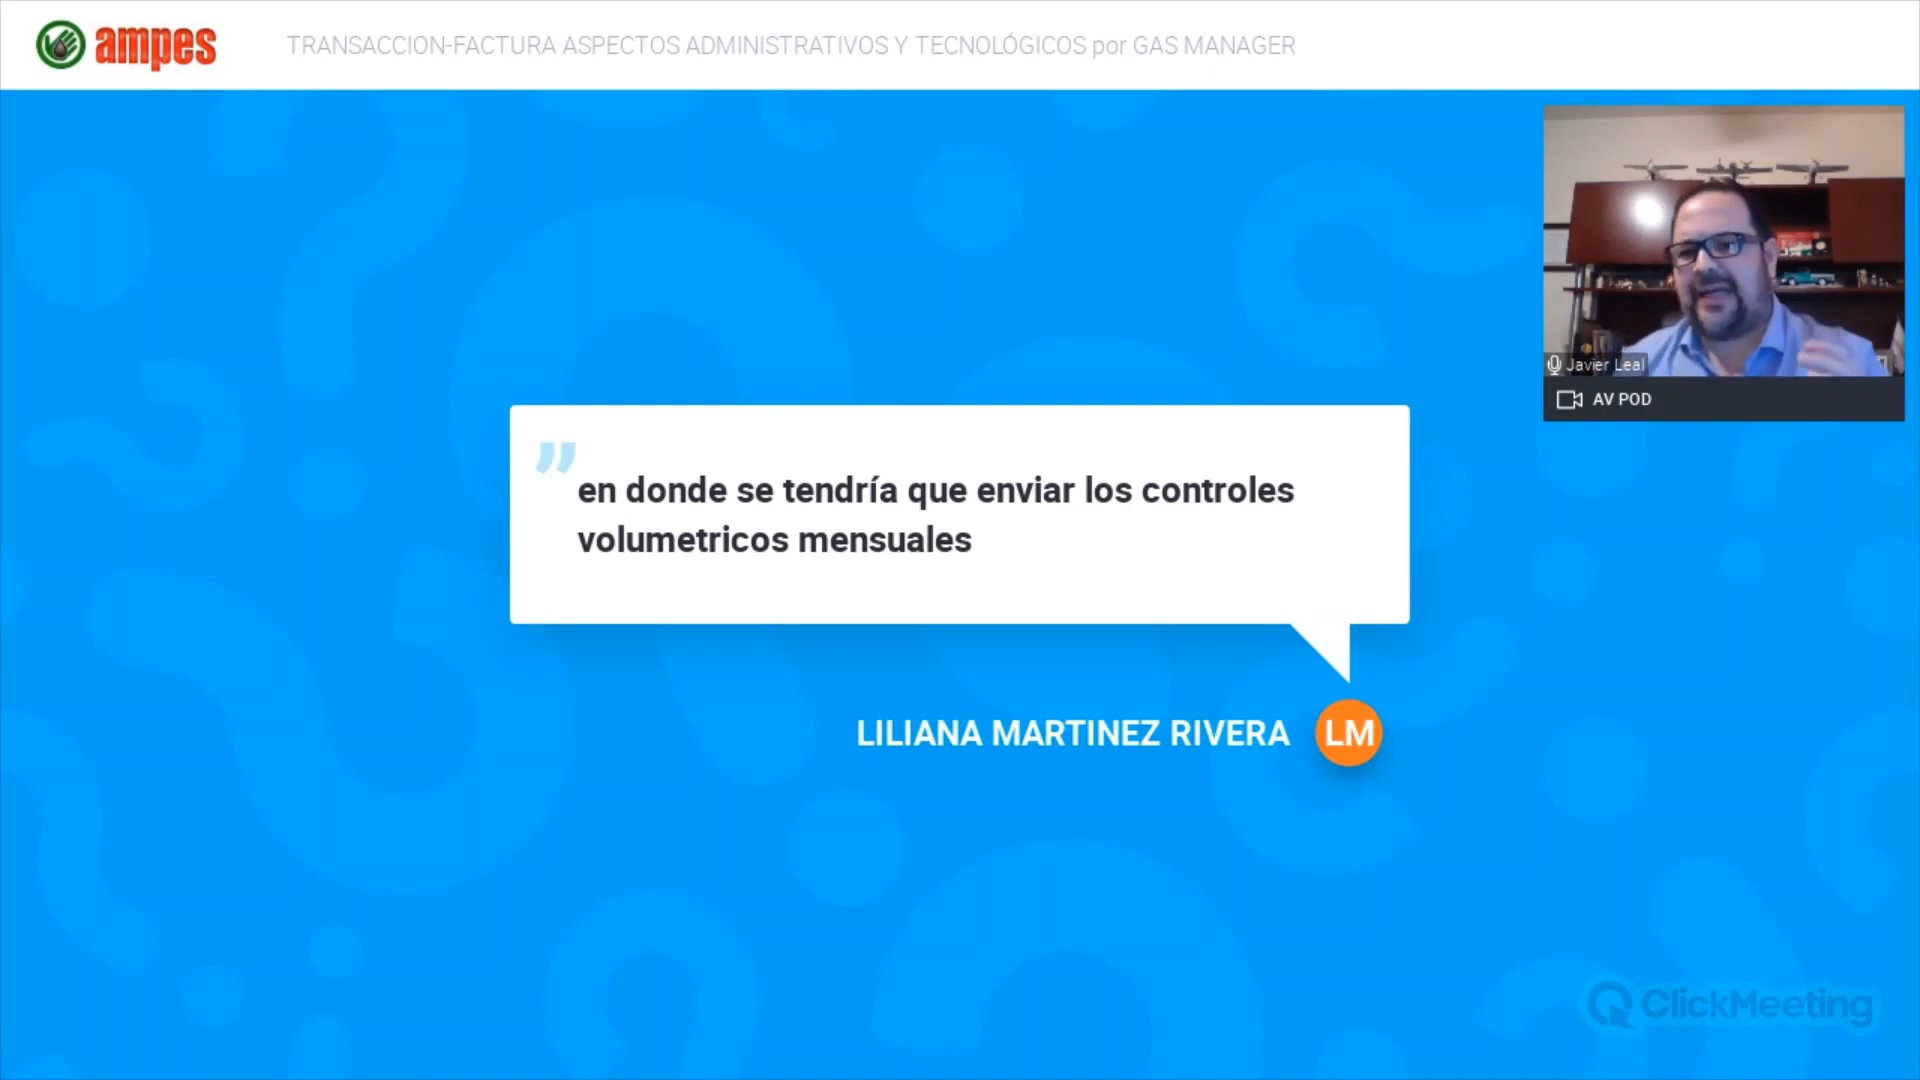 ampes
TRANSACCION-FACTURA ASPECTOS ADMINISTRATIVOS Y TECNOLÓGICOS por GAS MANAGER
Javier Leal
AV POD
” en donde se tendría que enviar los controles
volumetricos mensuales
LILIANA MARTINEZ RIVERA LM
ClickMeeting